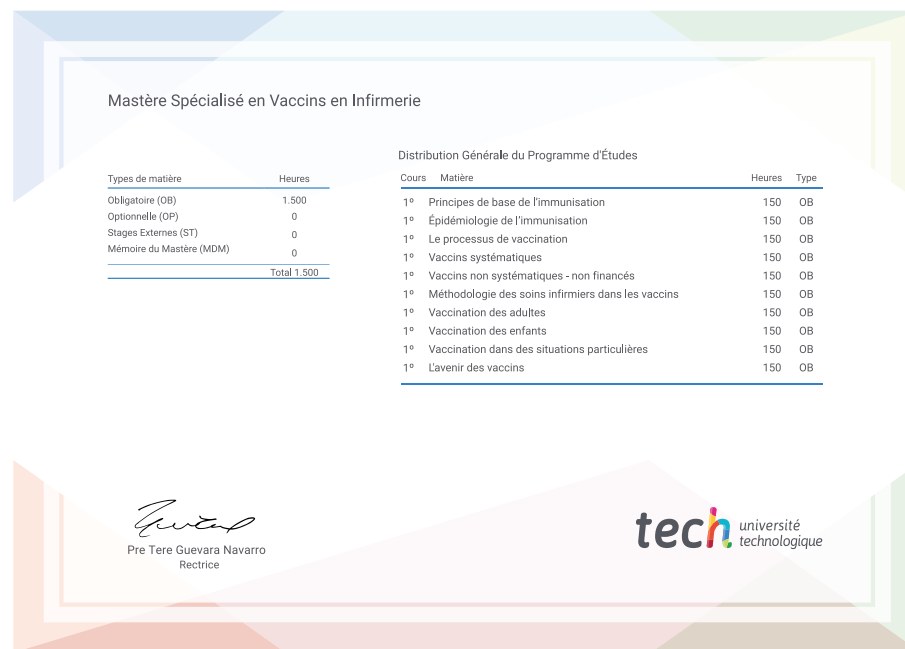 Mastère Spécialisé en Vaccins en Infirmerie
Types de matière Heures
Obligatoire (OB) 1.500
Optionnelle (OP) 0
Stages Externes (ST) 0
Mémoire du Mastère (MDM) 0
Total 1.500
Distribution Générale du Programme d'Études
Cours Matière Heures Type
1º Principes de base de l'immunisation 150 OB
1º Épidémiologie de l'immunisation 150 OB
1º Le processus de vaccination 150 OB
1º Vaccins systématiques 150 OB
1º Vaccins non systématiques - non financés 150 OB
1º Méthodologie des soins infirmiers dans les vaccins 150 OB
1º Vaccination des adultes 150 OB
1º Vaccination des enfants 150 OB
1º Vaccination dans des situations particulières 150 OB
1º L'avenir des vaccins 150 OB
Pre Tere Guevara Navarro
Rectrice
tech université
technologique